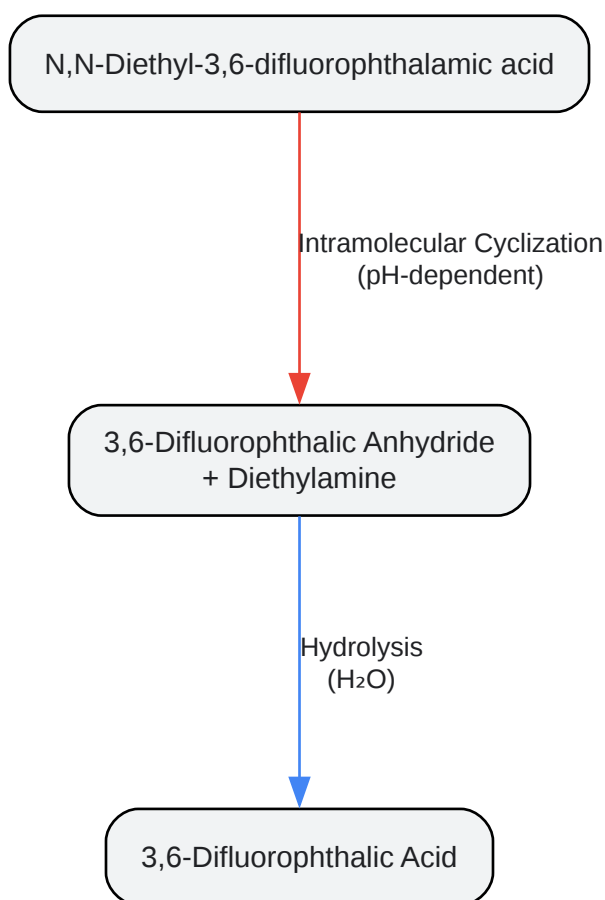 N,N-Diethyl-3,6-difluorophthalamic acid
Intramolecular Cyclization
(pH-dependent)
3,6-Difluorophthalic Anhydride
+ Diethylamine
Hydrolysis
(H₂O)
3,6-Difluorophthalic Acid